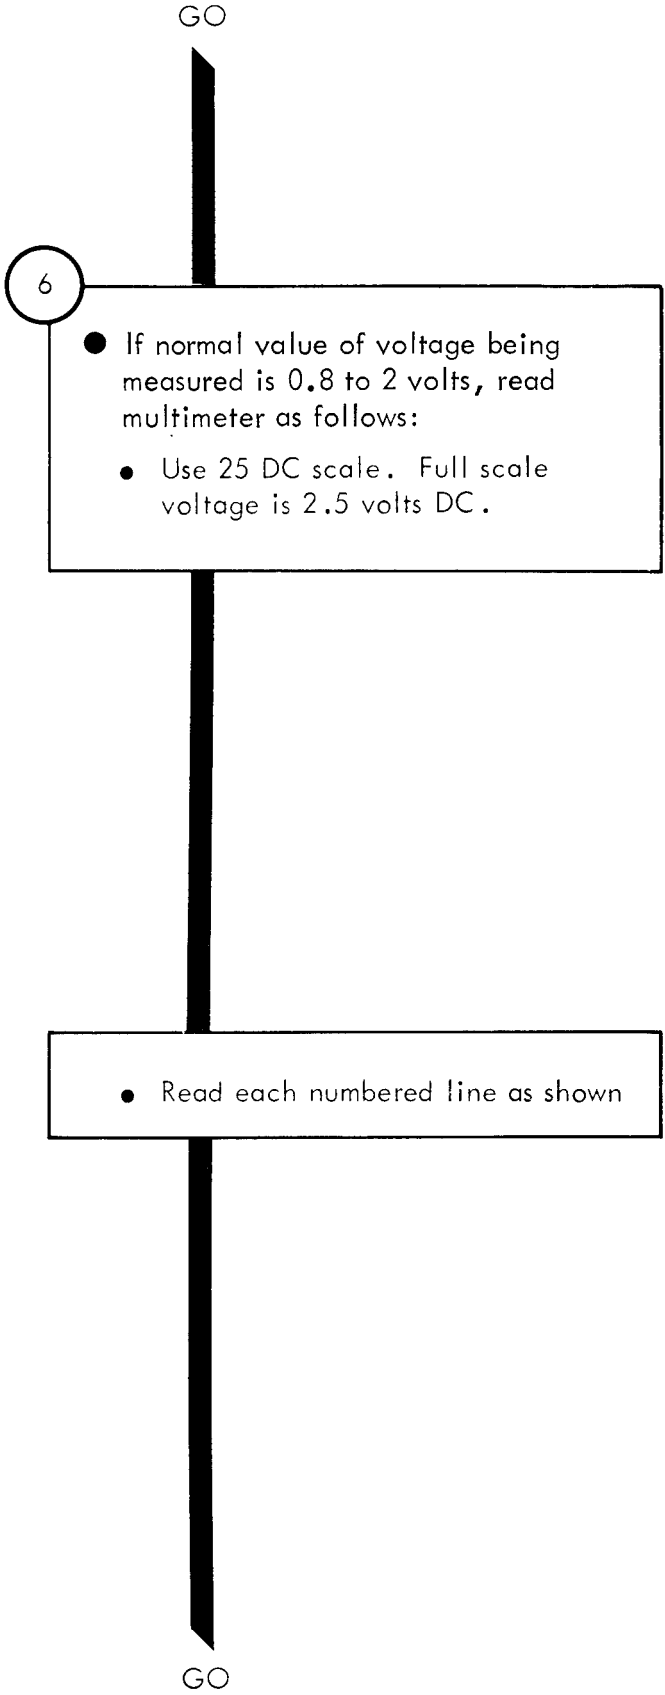 GO
6
● If normal value of voltage being
measured is 0.8 to 2 volts, read
multimeter as follows:
● Use 25 DC scale. Full scale
voltage is 2.5 volts DC.
● Read each numbered line as shown
GO